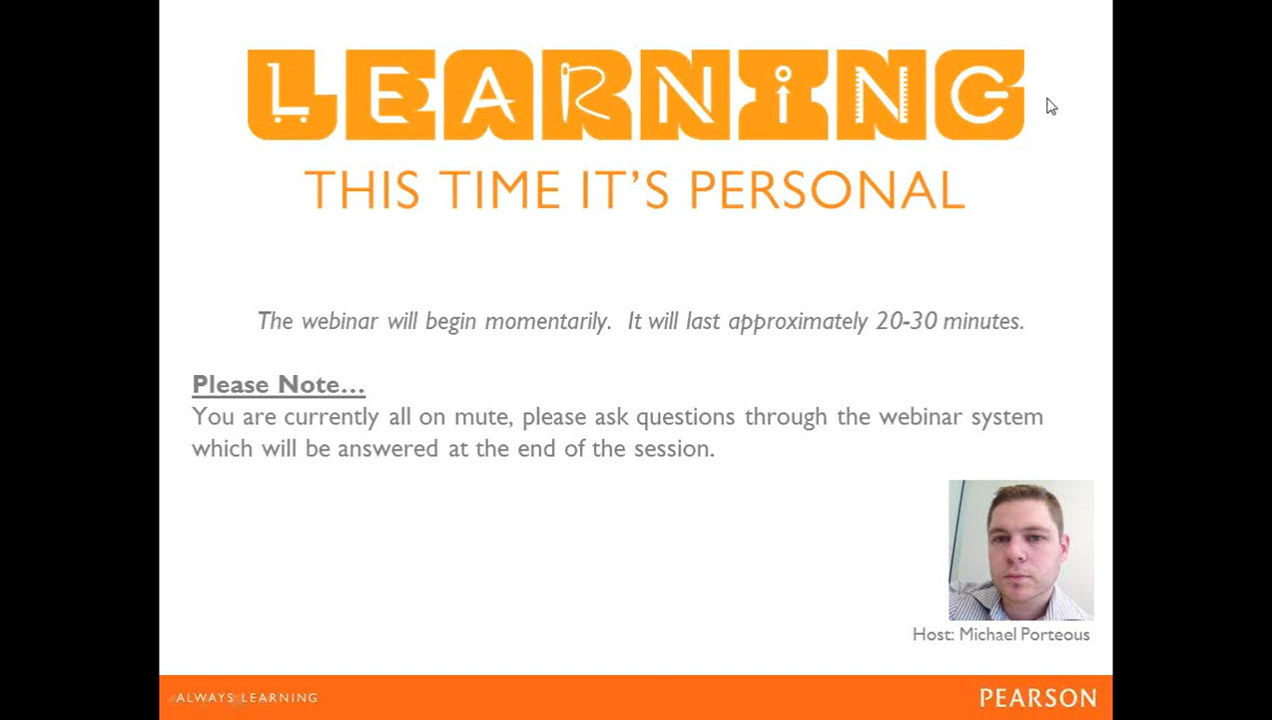 LEARNING
THIS TIME IT'S PERSONAL
The webinar will begin momentarily.  It will last approximately 20-30 minutes.
Please Note...
You are currently all on mute, please ask questions through the webinar system
which will be answered at the end of the session.
Host: Michael Porteous
ALWAYS LEARNING
PEARSON